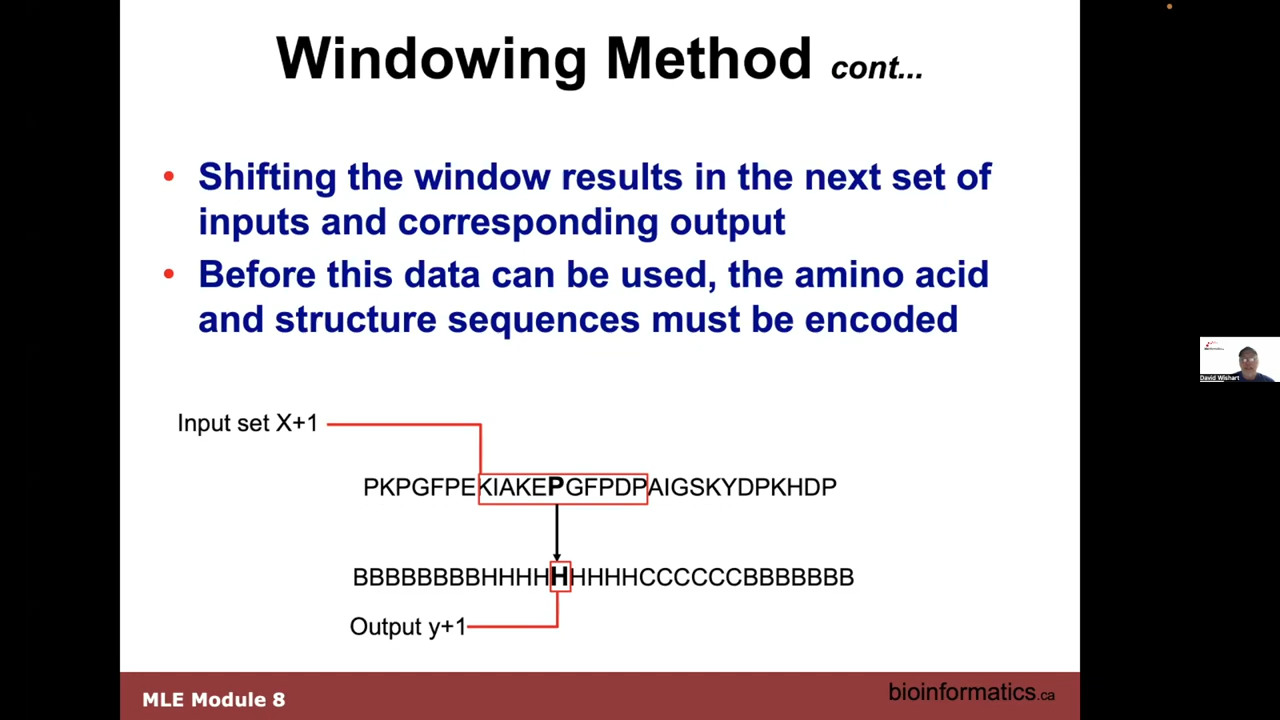 Windowing Method cont...
• Shifting the window results in the next set of
inputs and corresponding output
• Before this data can be used, the amino acid
and structure sequences must be encoded
Input set X+1
PKPGFPEKIAKEPGFPDPAIGSKYDPKHDP
BBBBBBBBHHHHHHHHHCCCCCCBBBBBBB
Output y+1
David Wishart
MLE Module 8
bioinformatics.ca